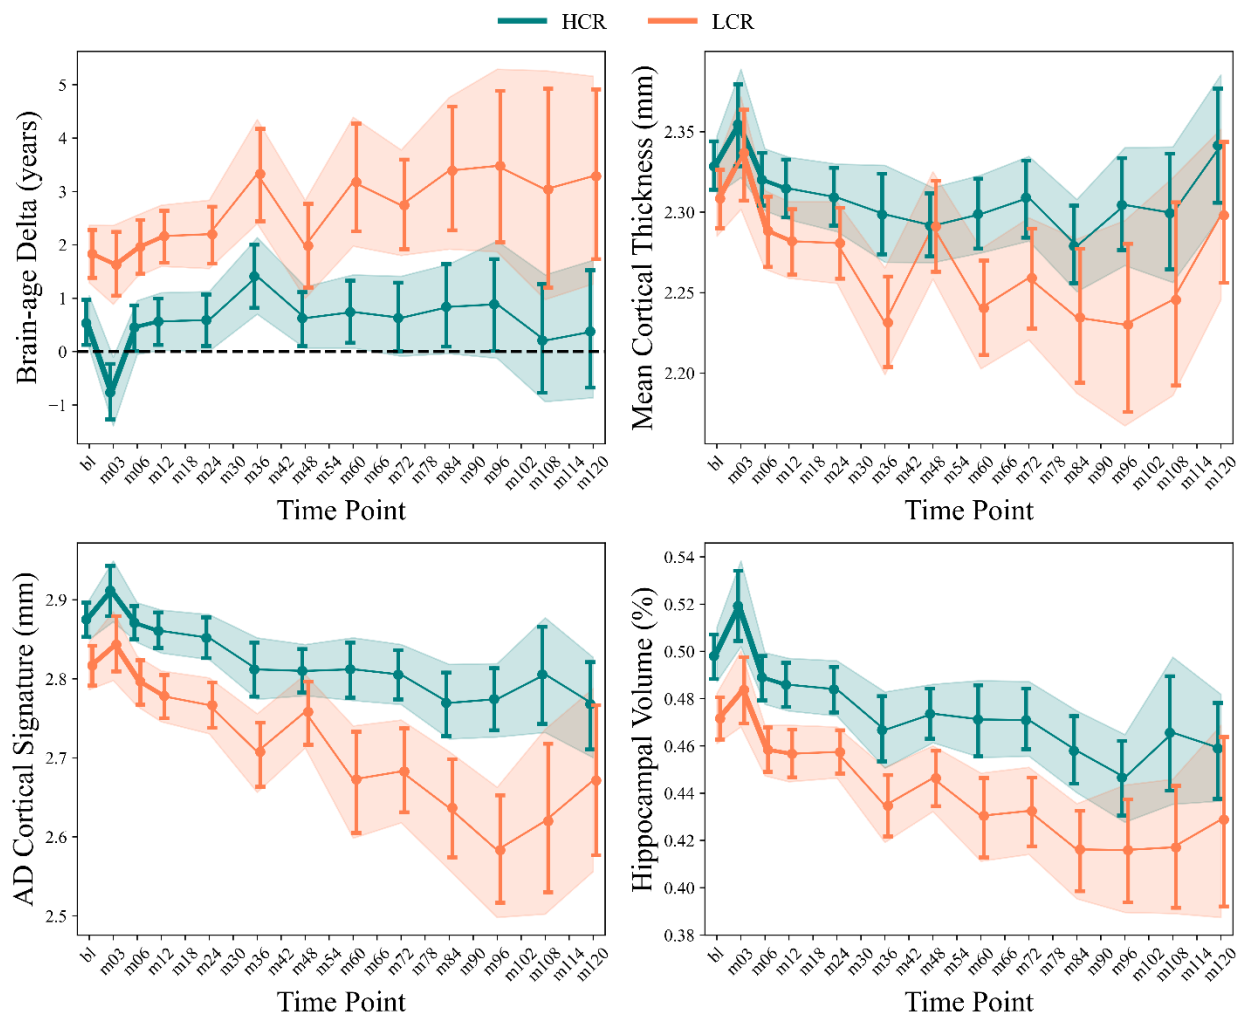 HCR LCR
Brain-age Delta (years)
5
4
3
2
1
0
−1
bl m03 m06 m12 m18 m24 m30 m36 m42 m48 m54 m60 m66 m72 m78 m84 m90 m96 m102 m108 m114 m120
Time Point
Mean Cortical Thickness (mm)
2.35
2.30
2.25
2.20
bl m03 m06 m12 m18 m24 m30 m36 m42 m48 m54 m60 m66 m72 m78 m84 m90 m96 m102 m108 m114 m120
Time Point
AD Cortical Signature (mm)
2.9
2.8
2.7
2.6
2.5
bl m03 m06 m12 m18 m24 m30 m36 m42 m48 m54 m60 m66 m72 m78 m84 m90 m96 m102 m108 m114 m120
Time Point
Hippocampal Volume (%)
0.54
0.52
0.50
0.48
0.46
0.44
0.42
0.40
0.38
bl m03 m06 m12 m18 m24 m30 m36 m42 m48 m54 m60 m66 m72 m78 m84 m90 m96 m102 m108 m114 m120
Time Point